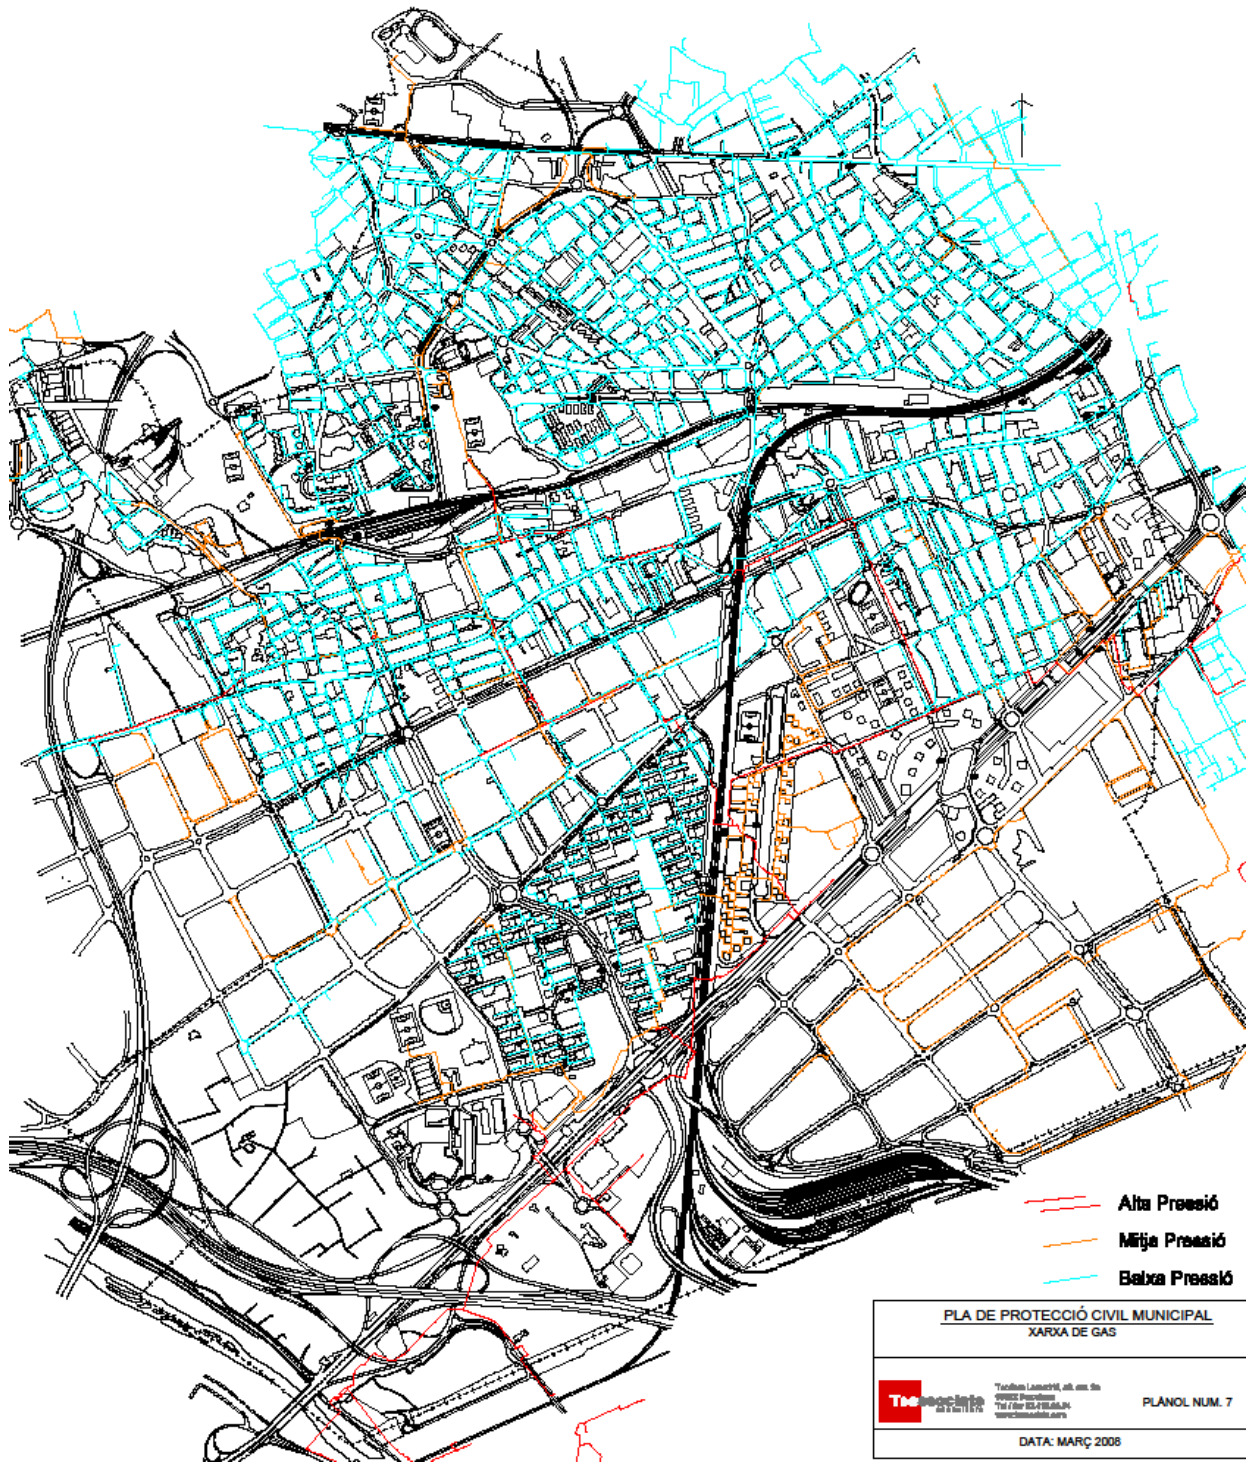 Alta Pressió
Mitja Pressió
Baixa Pressió
PLA DE PROTECCIÓ CIVIL MUNICIPAL
XARXA DE GAS
PLÀNOL NUM. 7
DATA: MARÇ 2008